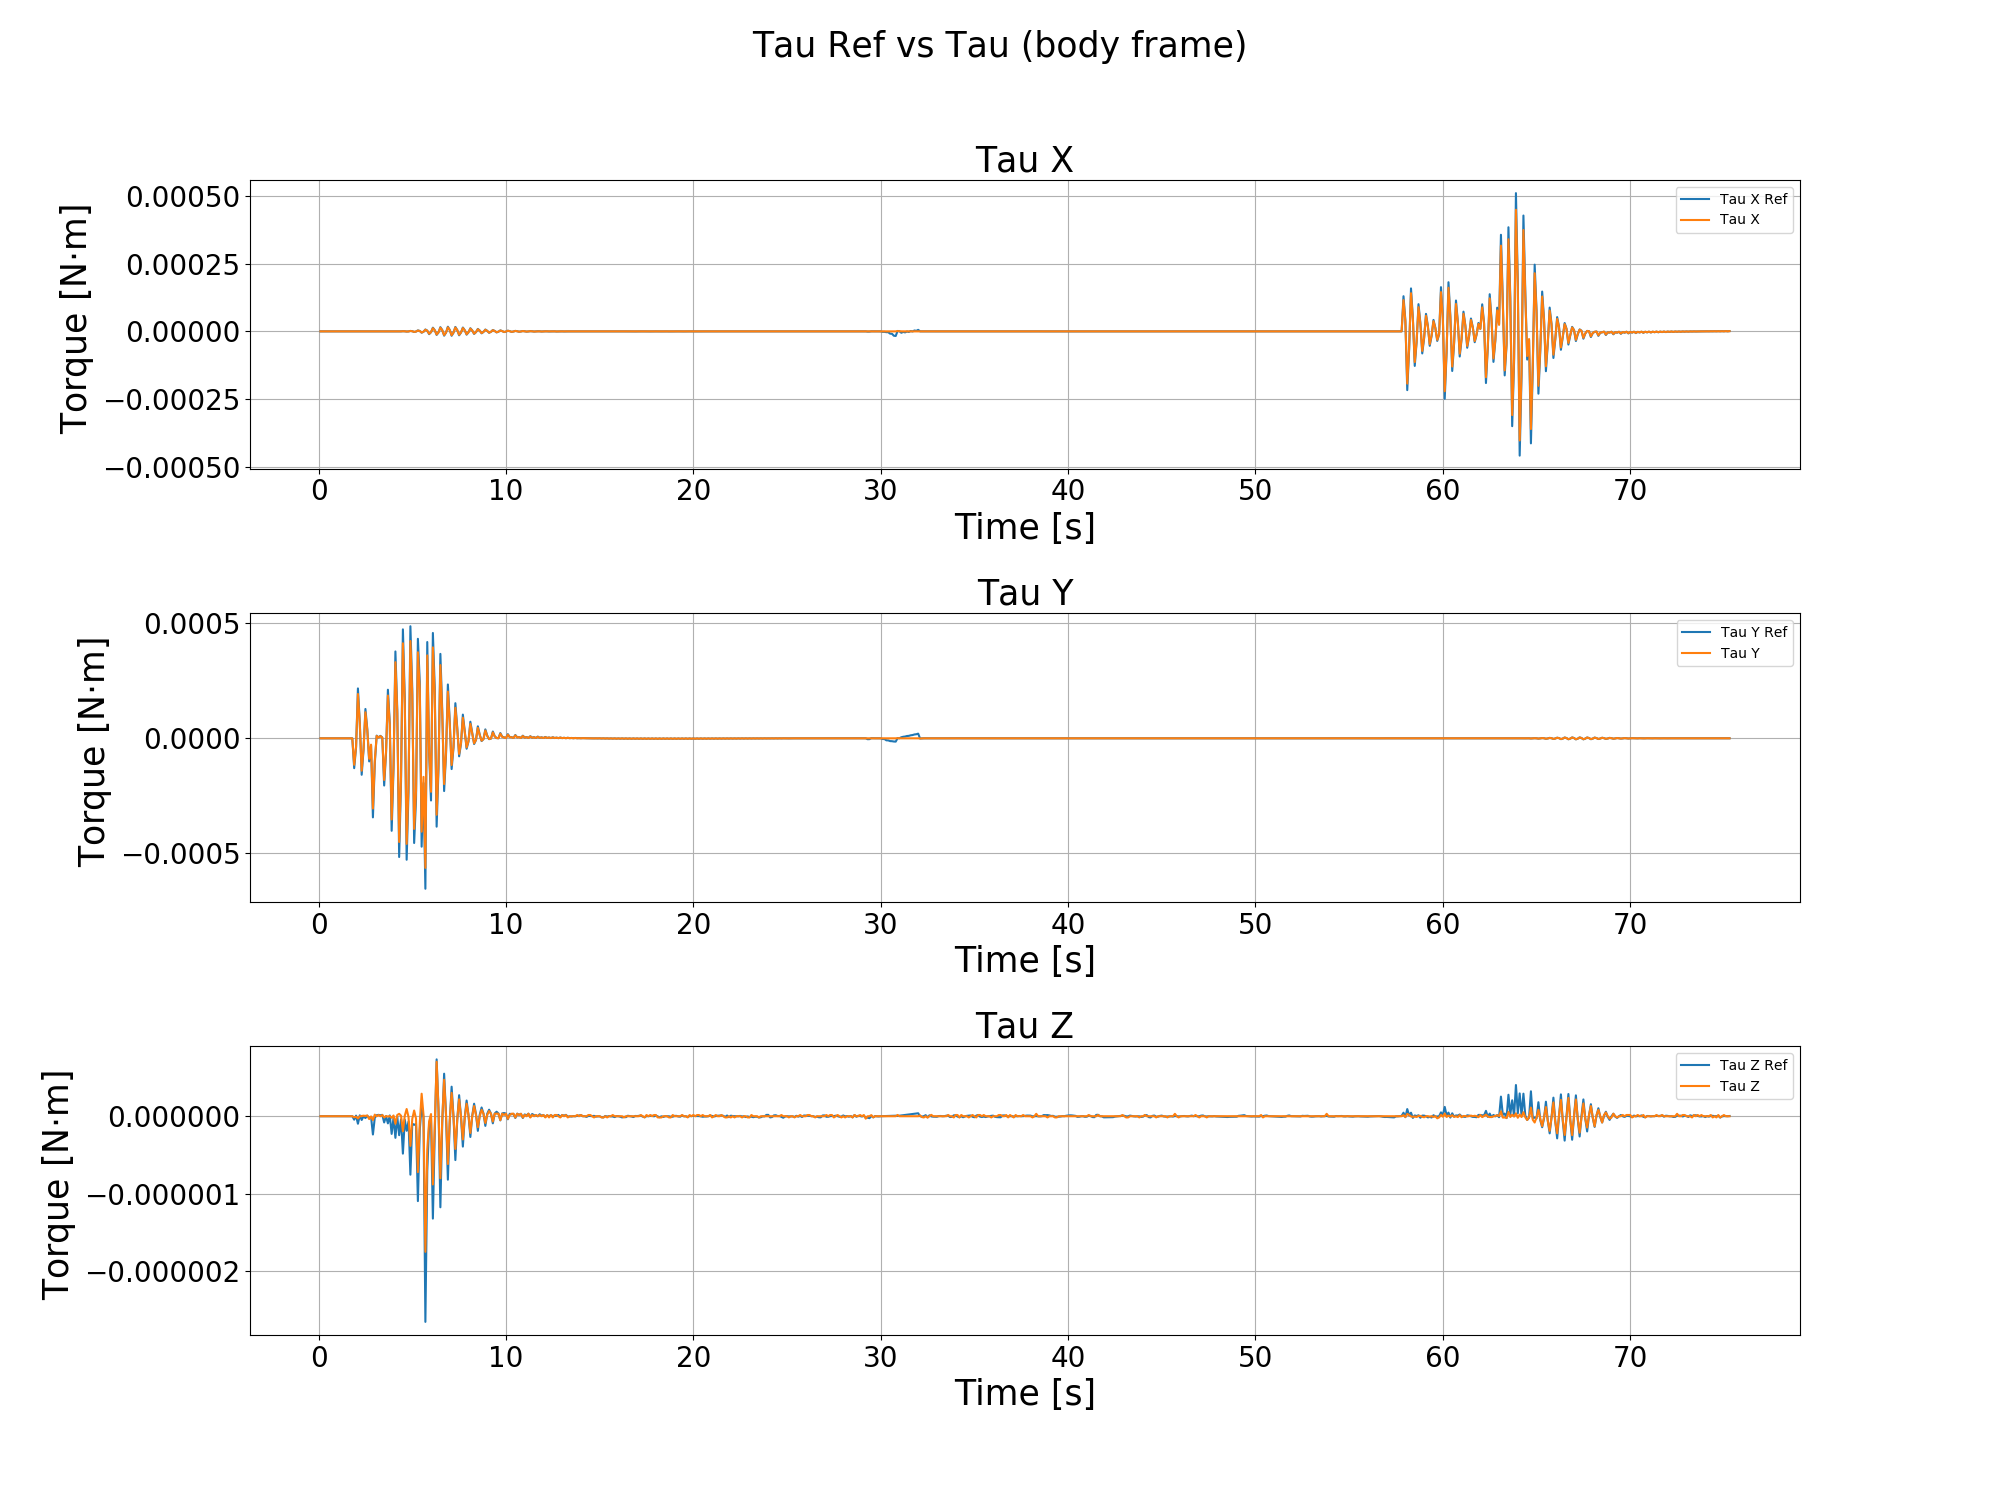 Tau Ref vs Tau (body frame)
Tau X
Torque [N·m]
0.00050
0.00025
0.00000
−0.00025
−0.00050
Tau X Ref
Tau X
0 10 20 30 40 50 60 70
Time [s]
Tau Y
Torque [N·m]
0.0005
0.0000
−0.0005
Tau Y Ref
Tau Y
0 10 20 30 40 50 60 70
Time [s]
Tau Z
Torque [N·m]
0.000000
−0.000001
−0.000002
Tau Z Ref
Tau Z
0 10 20 30 40 50 60 70
Time [s]